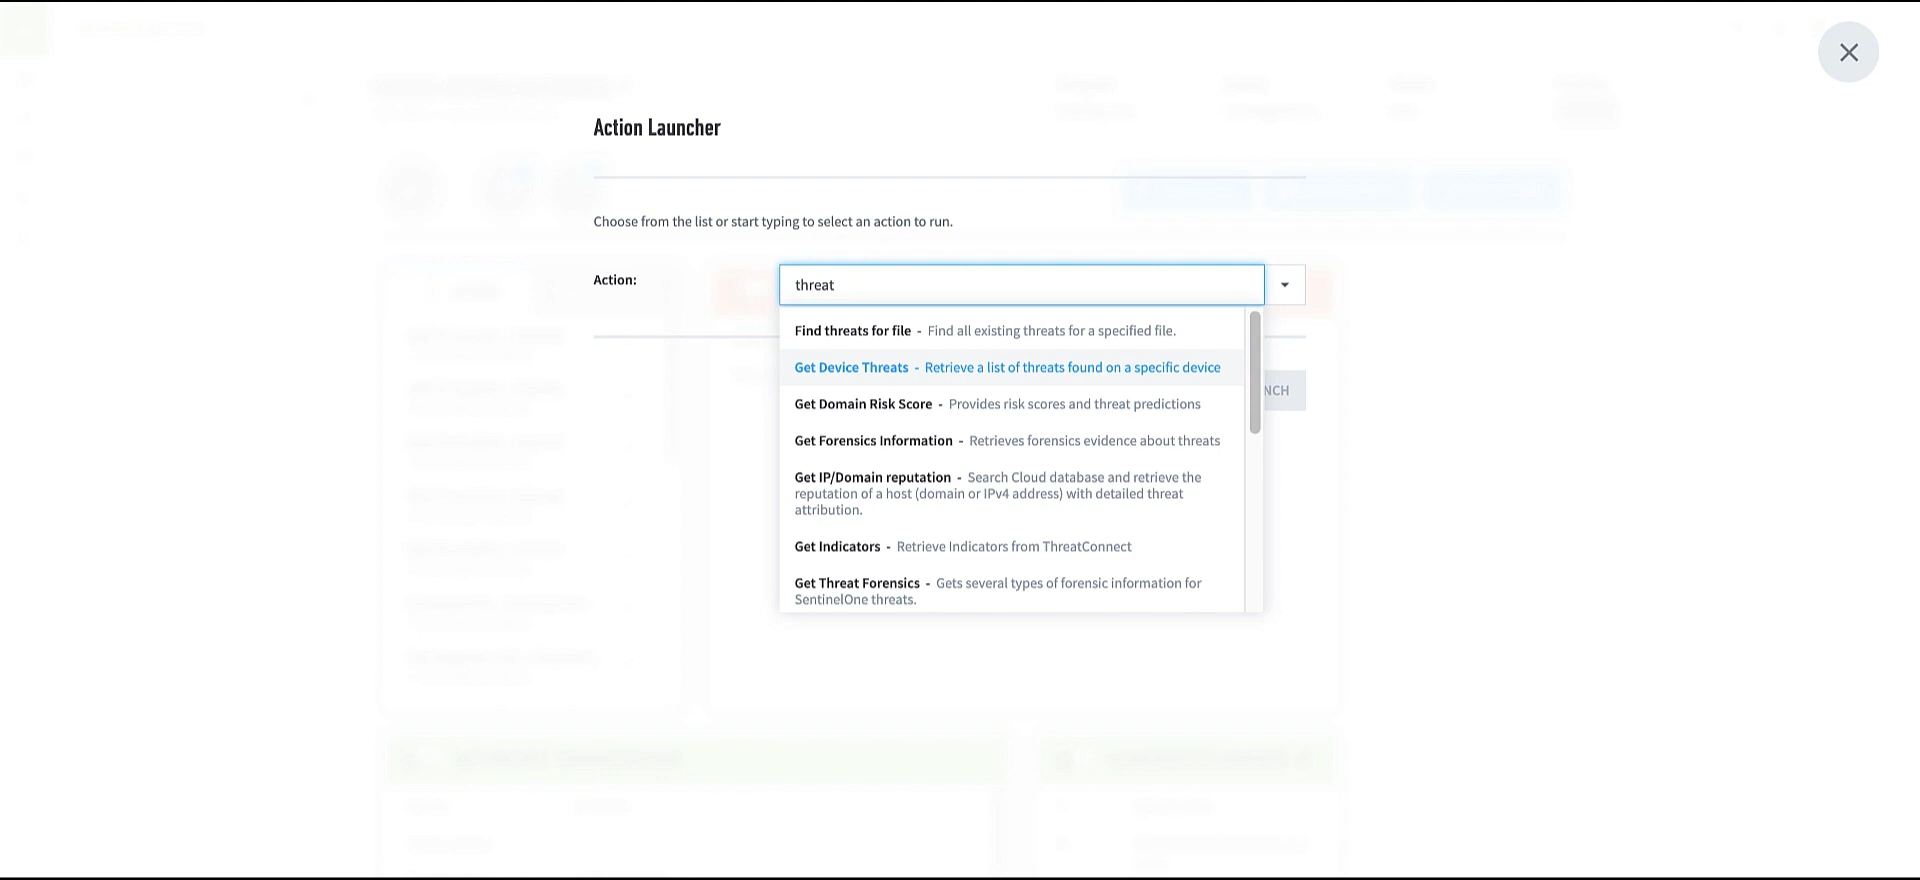 Action Launcher
Choose from the list or start typing to select an action to run.
Action:
threat
Find threats for file - Find all existing threats for a specified file.
Get Device Threats - Retrieve a list of threats found on a specific device
Get Domain Risk Score - Provides risk scores and threat predictions
NCH
Get Forensics Information - Retrieves forensics evidence about threats
Get IP/Domain reputation - Search Cloud database and retrieve the
reputation of a host (domain or IPv4 address) with detailed threat
attribution.
Get Indicators - Retrieve Indicators from ThreatConnect
Get Threat Forensics - Gets several types of forensic information for
SentinelOne threats.